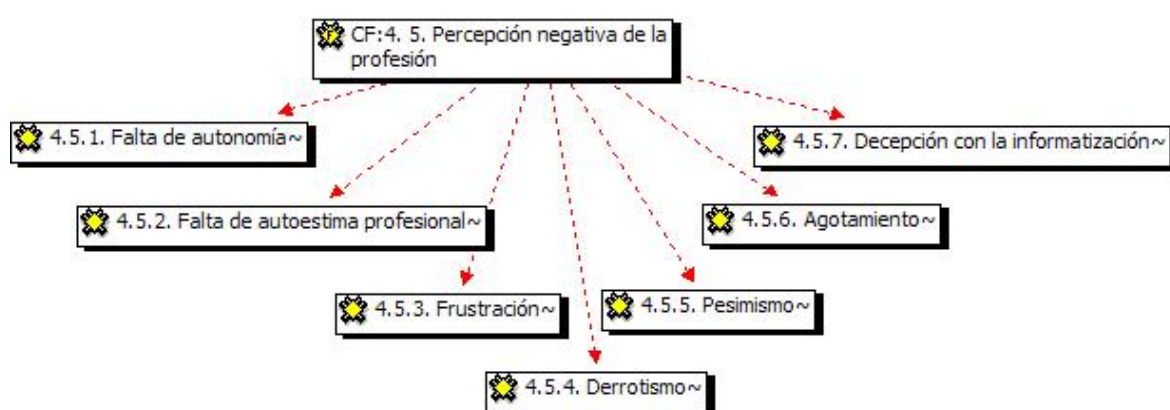 CF:4. 5. Percepción negativa de la
profesión
4.5.1. Falta de autonomía~
4.5.7. Decepción con la informatización~
4.5.2. Falta de autoestima profesional~
4.5.6. Agotamiento~
4.5.3. Frustración~
4.5.5. Pesimismo~
4.5.4. Derrotismo~